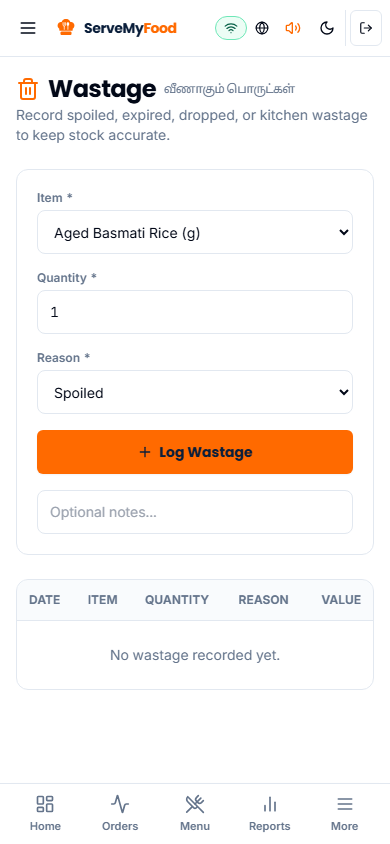 ServeMyFood
Wastage வீணாகும் பொருட்கள்
Record spoiled, expired, dropped, or kitchen wastage
to keep stock accurate.
Item *
Aged Basmati Rice (g)
Quantity *
1
Reason *
Spoiled
+ Log Wastage
Optional notes...
DATE ITEM QUANTITY REASON VALUE
No wastage recorded yet.
Home Orders Menu Reports More